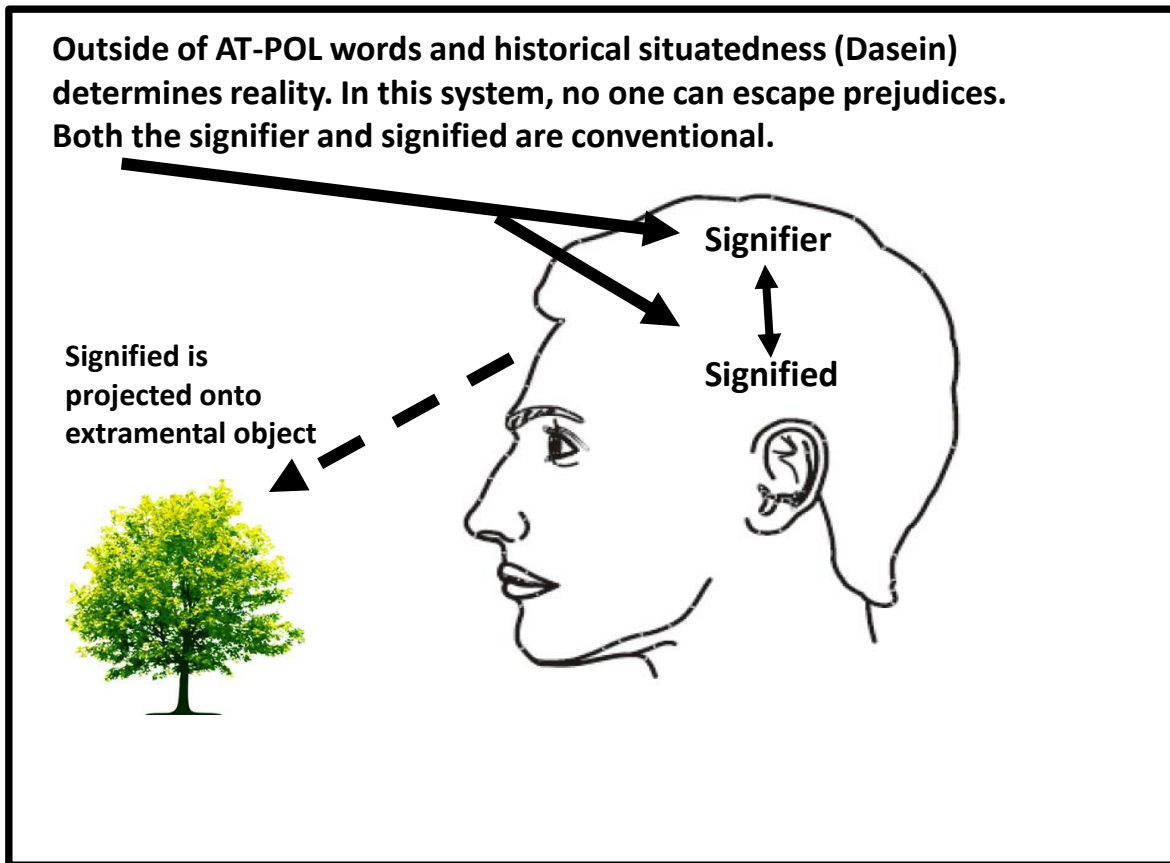 Outside of AT-POL words and historical situatedness (Dasein)
determines reality. In this system, no one can escape prejudices.
Both the signifier and signified are conventional.
Signifier
Signified
Signified is
projected onto
extramental object